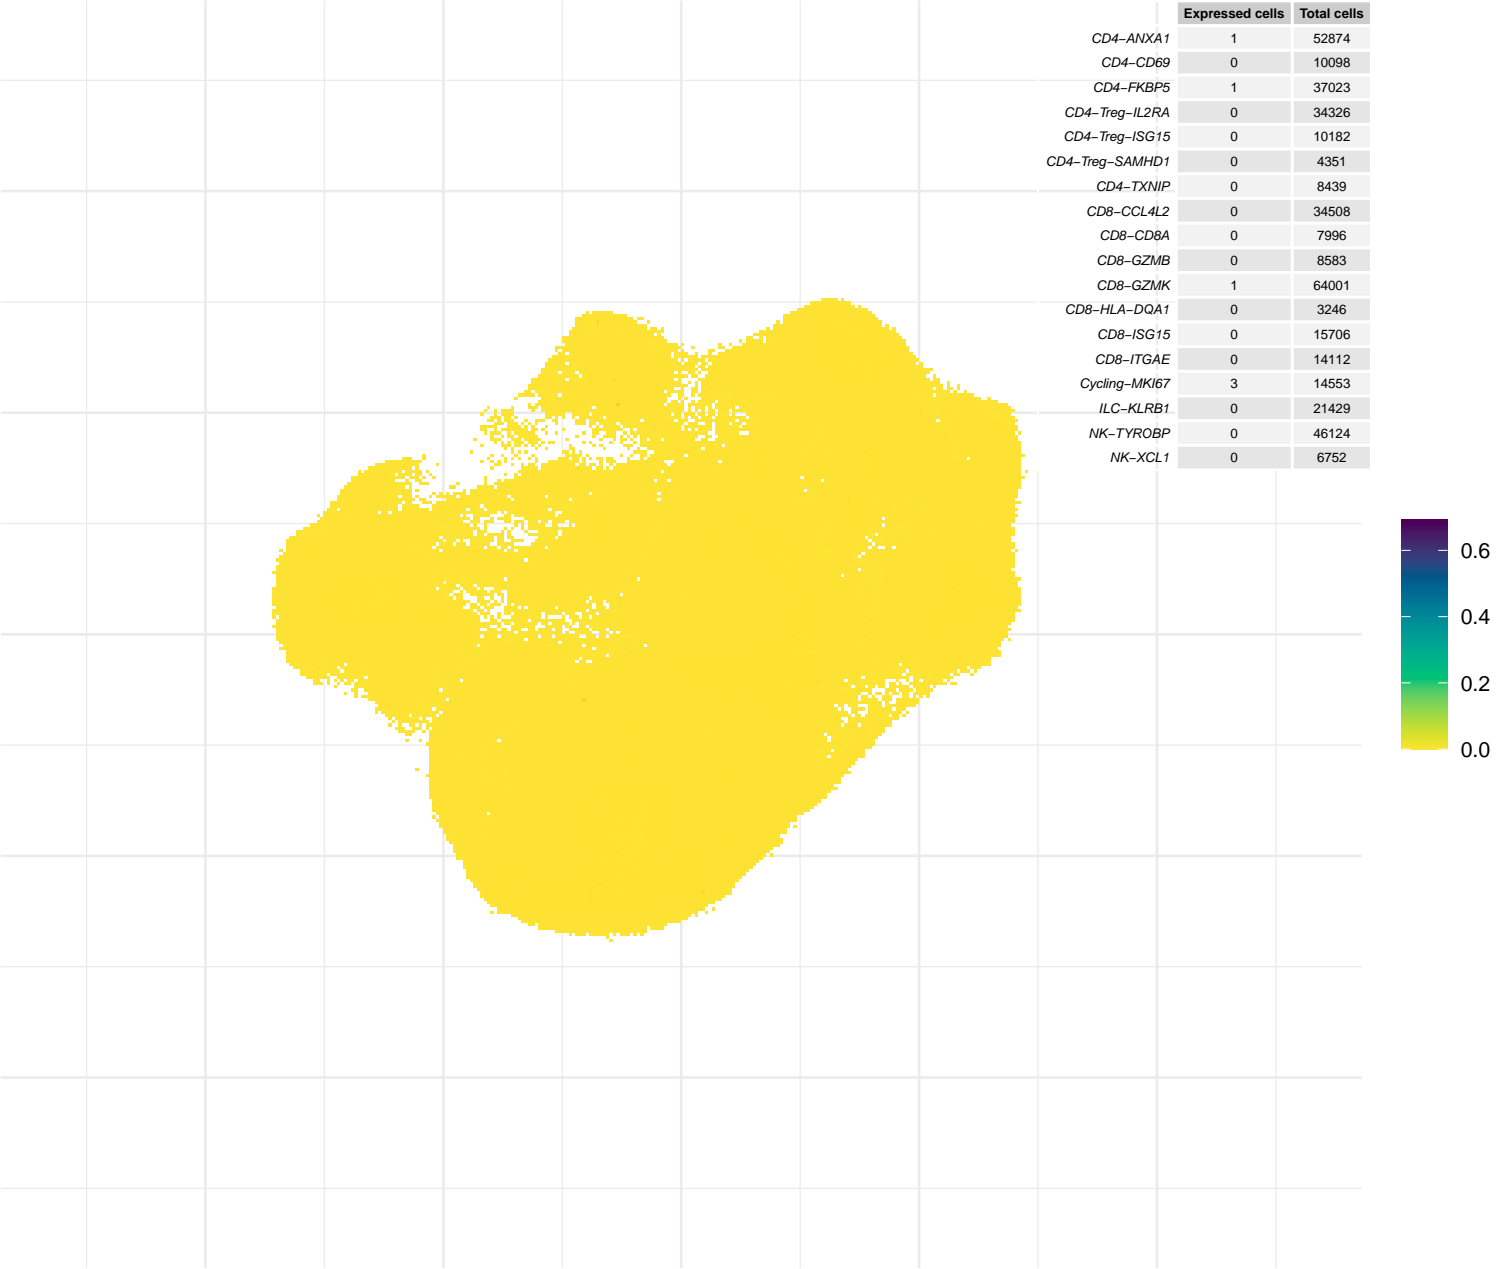 Expressed cells Total cells
CD4−ANXA1 1 52874
CD4−CD69 0 10098
CD4−FKBP5 1 37023
CD4−Treg−IL2RA 0 34326
CD4−Treg−ISG15 0 10182
CD4−Treg−SAMHD1 0 4351
CD4−TXNIP 0 8439
CD8−CCL4L2 0 34508
CD8−CD8A 0 7996
CD8−GZMB 0 8583
CD8−GZMK 1 64001
CD8−HLA−DQA1 0 3246
CD8−ISG15 0 15706
CD8−ITGAE 0 14112
Cycling−MKI67 3 14553
ILC−KLRB1 0 21429
NK−TYROBP 0 46124
NK−XCL1 0 6752
0.6
0.4
0.2
0.0